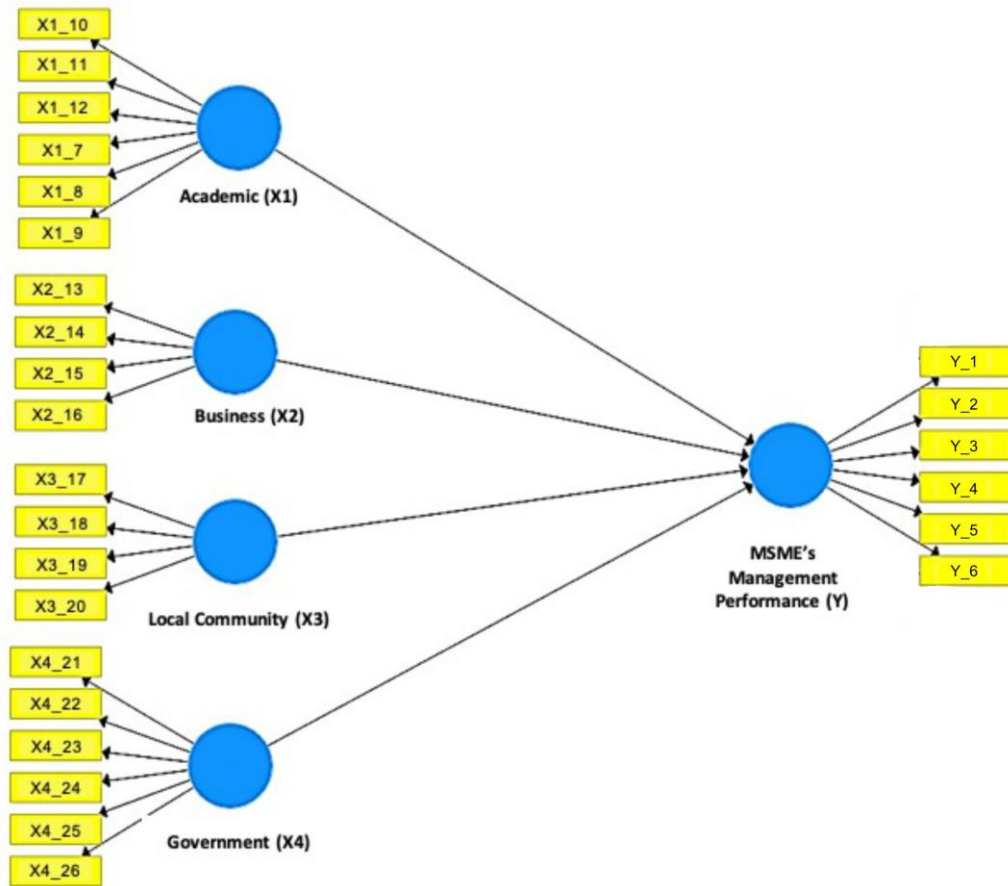 X1_10
X1_11
X1_12
X1_7
X1_8
X1_9
Academic (X1)
X2_13
X2_14
X2_15
X2_16
Business (X2)
X3_17
X3_18
X3_19
X3_20
Local Community (X3)
X4_21
X4_22
X4_23
X4_24
X4_25
X4_26
Government (X4)
Y_1
Y_2
Y_3
Y_4
Y_5
Y_6
MSME's
Management
Performance (Y)